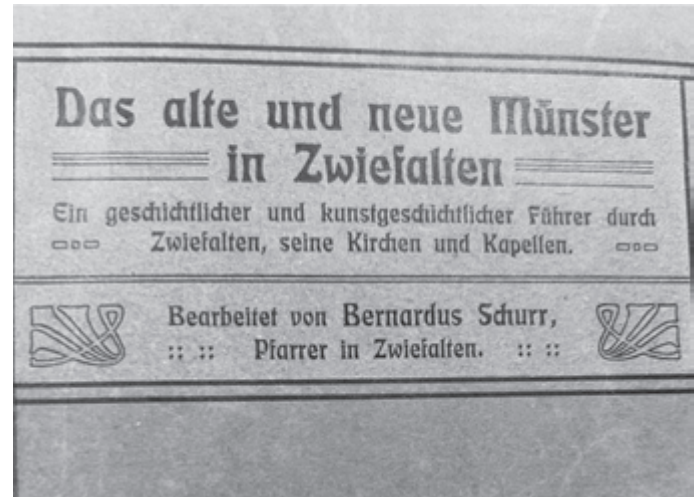 Das alte und neue Münster
in Zwiefalten
Ein geschichtlicher und kunstgeschichtlicher Führer durch
Zwiefalten, seine Kirchen und Kapellen.
Bearbeitet von Bernardus Schurr,
:: :: Pfarrer in Zwiefalten. :: ::